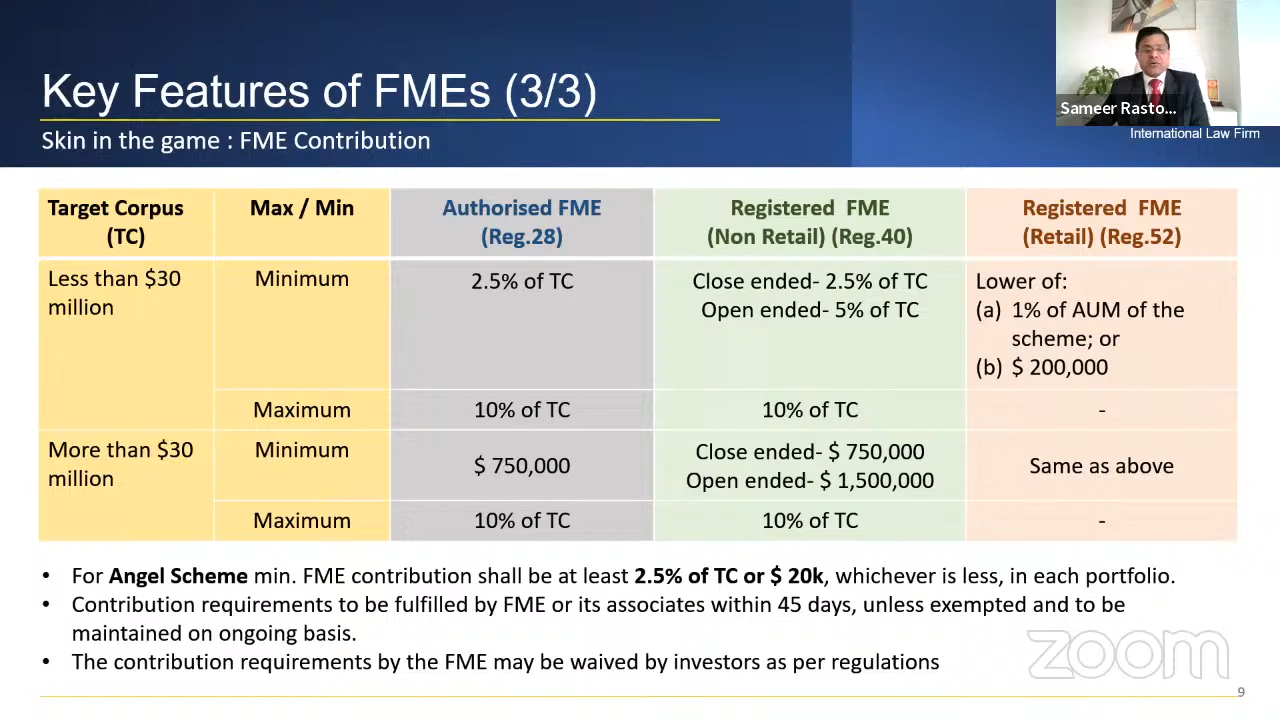 Key Features of FMEs (3/3)
Skin in the game : FME Contribution
Sameer Rasto...
International Law Firm
Target Corpus (TC)
Max / Min
Authorised FME (Reg.28)
Registered FME (Non Retail) (Reg.40)
Registered FME (Retail) (Reg.52)
Less than $30 million
Minimum
2.5% of TC
Close ended- 2.5% of TC
Open ended- 5% of TC
Lower of:
(a) 1% of AUM of the scheme; or
(b) $ 200,000
Maximum
10% of TC
10% of TC
-
More than $30 million
Minimum
$ 750,000
Close ended- $ 750,000
Open ended- $ 1,500,000
Same as above
Maximum
10% of TC
10% of TC
-
• For Angel Scheme min. FME contribution shall be at least 2.5% of TC or $ 20k, whichever is less, in each portfolio.
• Contribution requirements to be fulfilled by FME or its associates within 45 days, unless exempted and to be
maintained on ongoing basis.
• The contribution requirements by the FME may be waived by investors as per regulations
zoom
9